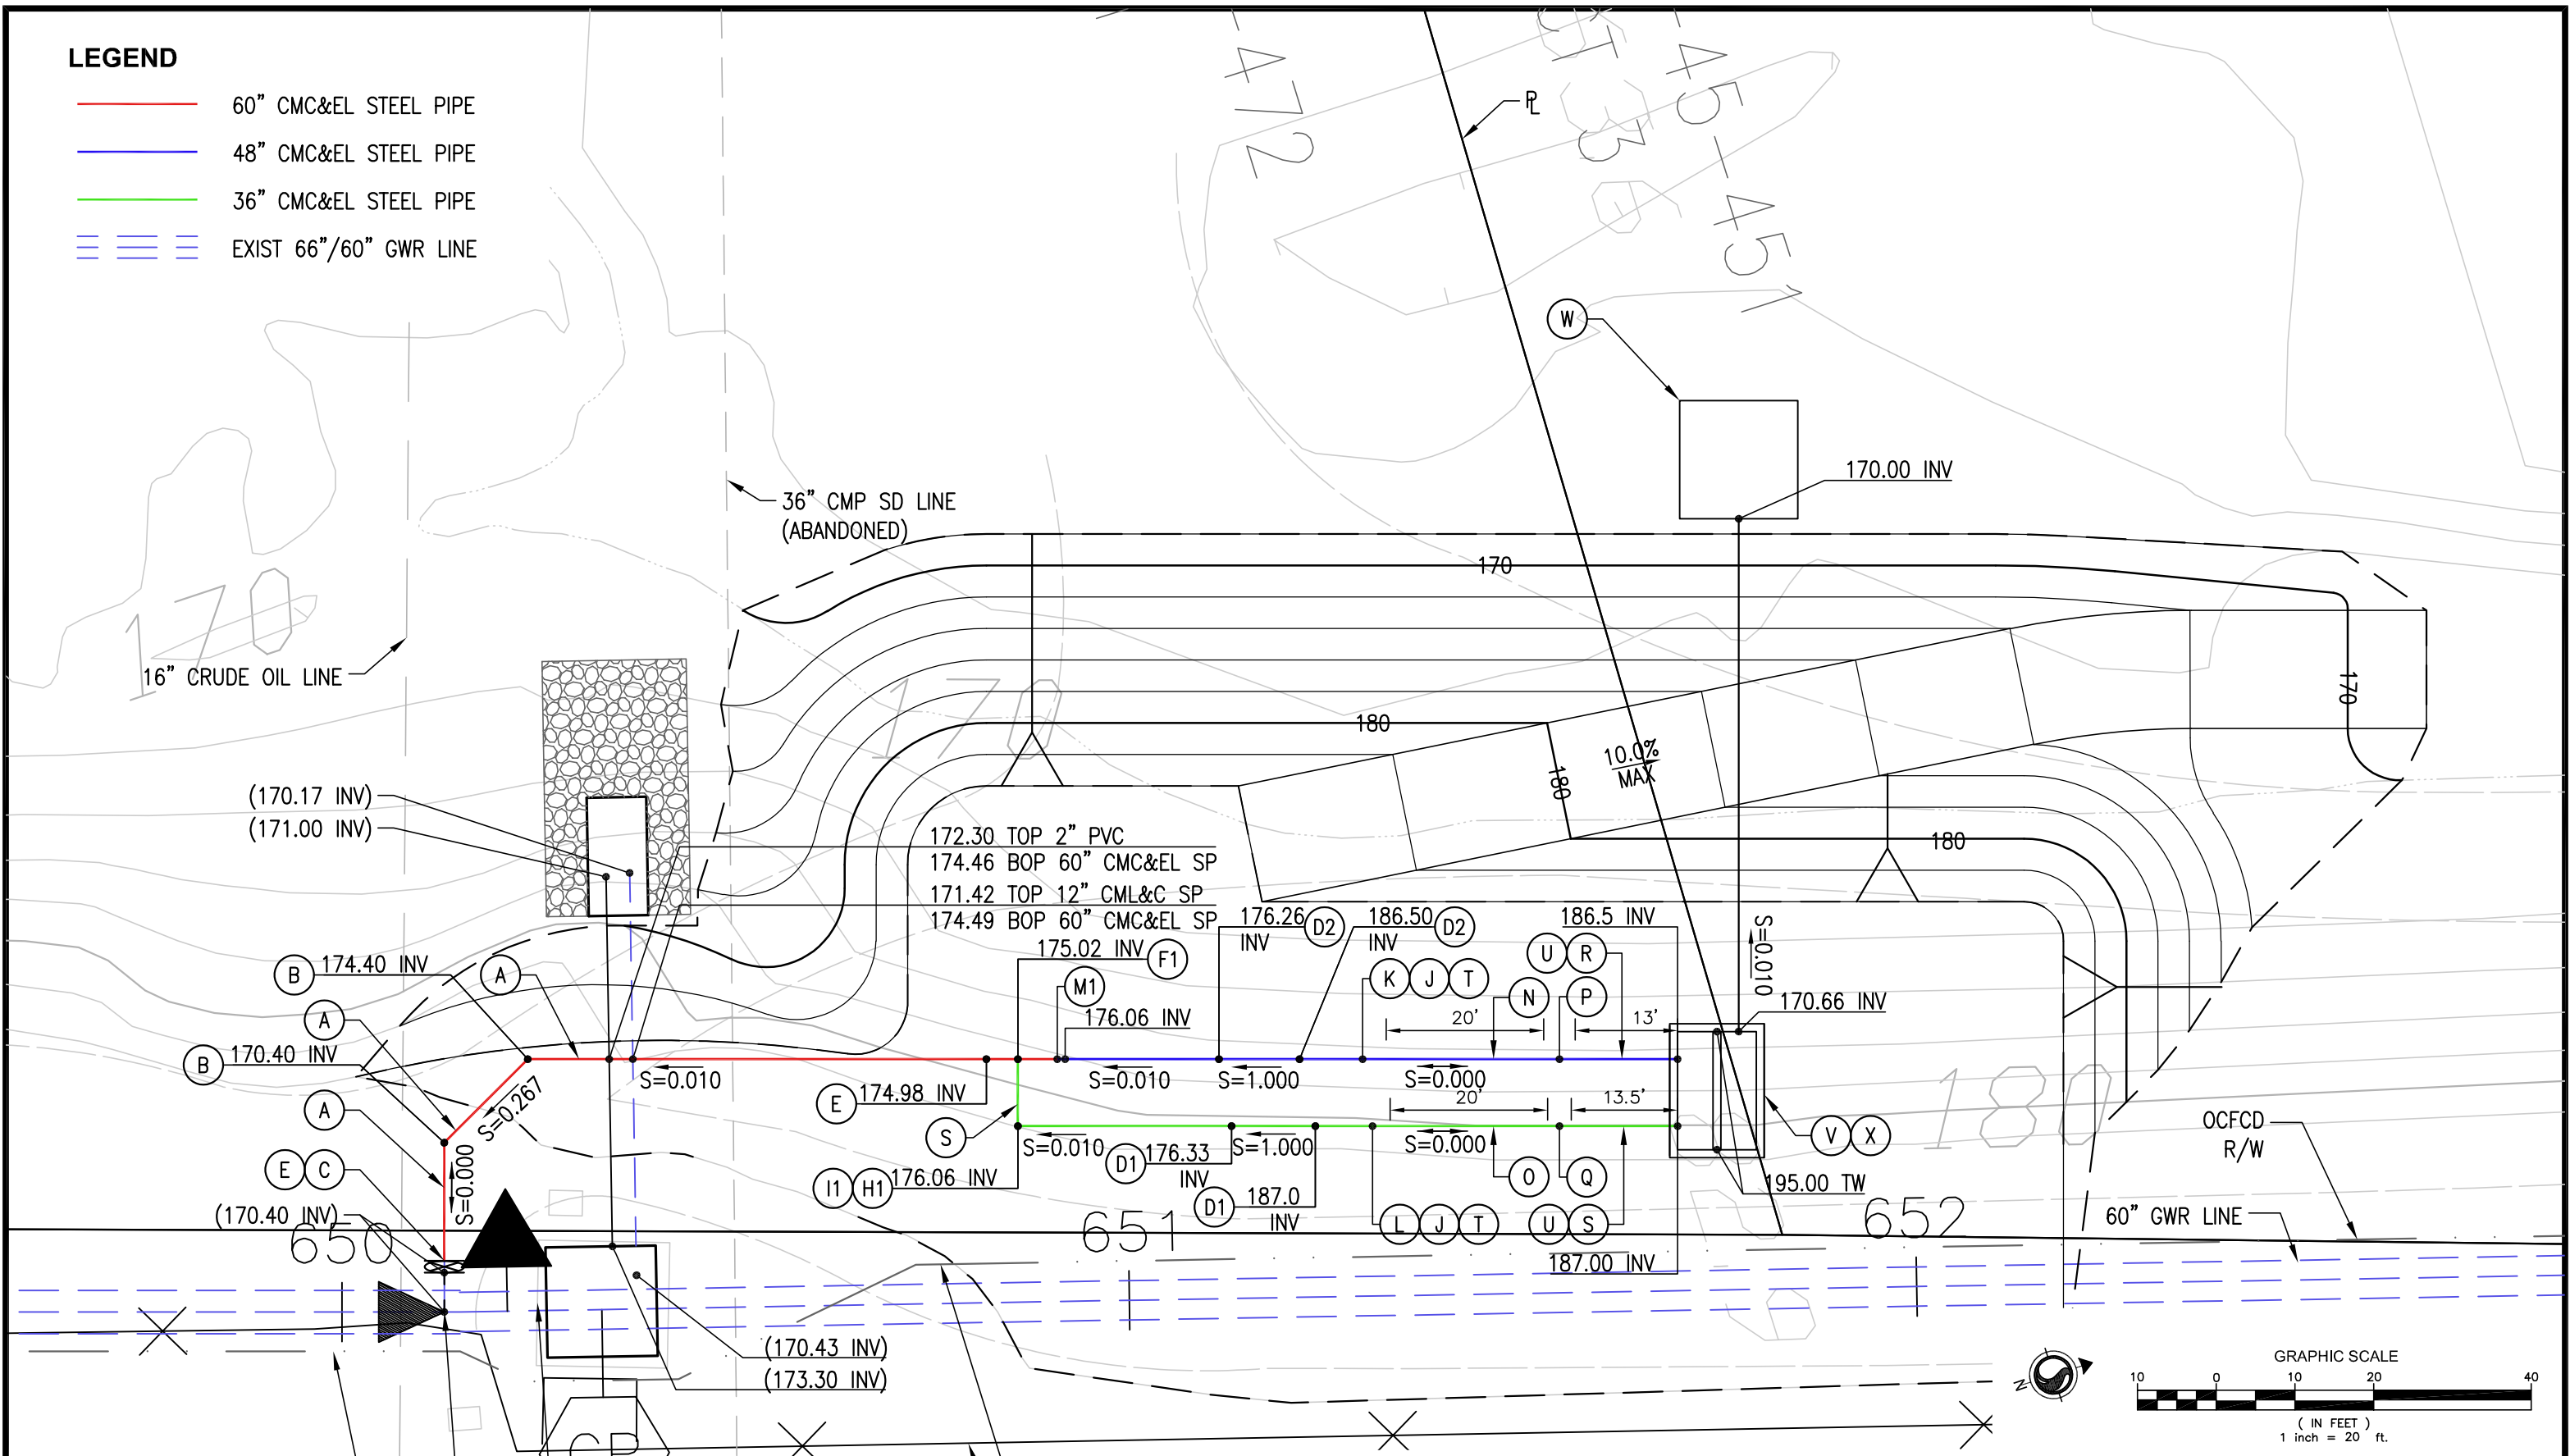 LEGEND
60" CMC&EL STEEL PIPE
48" CMC&EL STEEL PIPE
36" CMC&EL STEEL PIPE
EXIST 66"/60" GWR LINE
472
45
451
3
PL
W
170.00 INV
36" CMP SD LINE
(ABANDONED)
170
170
16" CRUDE OIL LINE
170
170
180
10.0%
MAX
180
180
(170.17 INV)
(171.00 INV)
172.30 TOP 2" PVC
174.46 BOP 60" CMC&EL SP
171.42 TOP 12" CML&C SP
174.49 BOP 60" CMC&EL SP
176.26 D2
INV
186.50 D2
INV
186.5 INV
B 174.40 INV
A
175.02 INV F1
U R
K J T
M1
N P
S=0.010
170.66 INV
A
176.06 INV
20'
13'
B 170.40 INV
S=0.010
S=0.010
S=1.000
S=0.000
S=0.267
A
E 174.98 INV
20'
13.5'
180
S
S=0.010
S=1.000
S=0.000
V X
OCFCD
R/W
E C
S=0.000
D1 176.33
INV
I1 H1 176.06 INV
O Q
195.00 TW
D1 187.0
INV
(170.40 INV)
650
651
L J T
U S
652
60" GWR LINE
187.00 INV
(170.43 INV)
(173.30 INV)
N
GRAPHIC SCALE
10 0 10 20 40
( IN FEET )
1 inch = 20 ft.